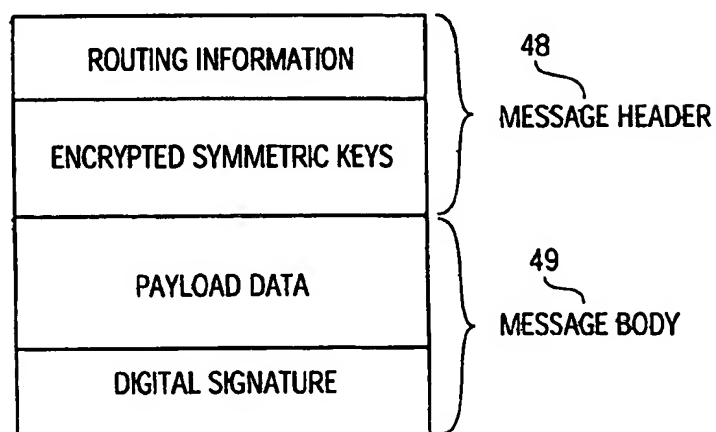 ROUTING INFORMATION
ENCRYPTED SYMMETRIC KEYS
48
MESSAGE HEADER
PAYLOAD DATA
DIGITAL SIGNATURE
49
MESSAGE BODY